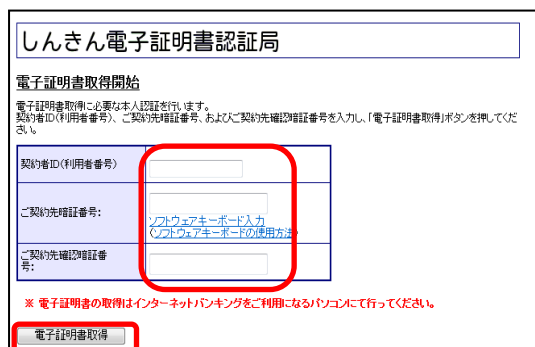 しんきん電子証明書認証局
電子証明書取得開始
電子証明書取得に必要な本人認証を行います。
契約者ID(利用者番号)、ご契約先暗証番号、およびご契約先確認暗証番号を入力し、「電子証明書取得」ボタンを押してくだ
さい。
契約者ID(利用者番号)
ご契約先暗証番号:
ソフトウェアキーボード入力
(ソフトウェアキーボードの使用方法)
ご契約先確認暗証番
号:
※ 電子証明書の取得はインターネットバンキングをご利用になるパソコンにて行ってください。
電子証明書取得